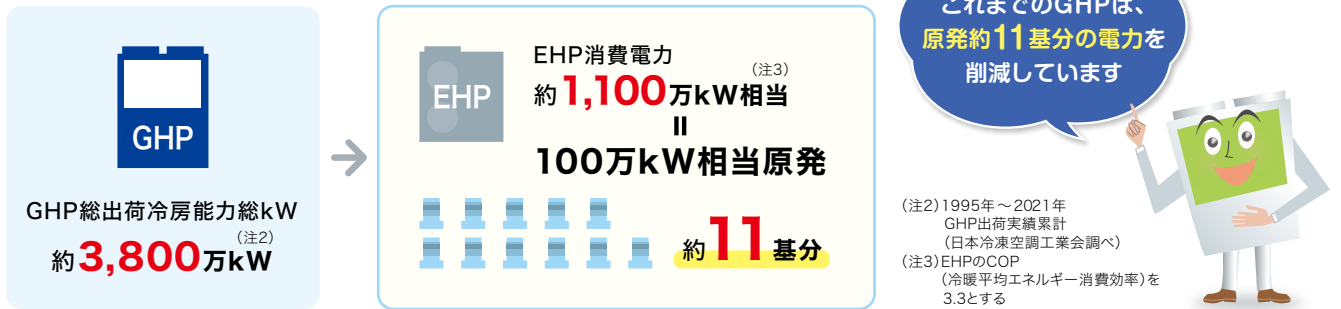 GHP
GHP総出荷冷房能力総kW
約3,800万kW(注2)
EHP
EHP消費電力
約1,100万kW相当(注3)
=
100万kW相当原発
約11基分
これまでのGHPは、
原発約11基分の電力を
削減しています
(注2)1995年～2021年
GHP出荷実績累計
(日本冷凍空調工業会調べ)
(注3)EHPのCOP
(冷暖平均エネルギー消費効率)を
3.3とする